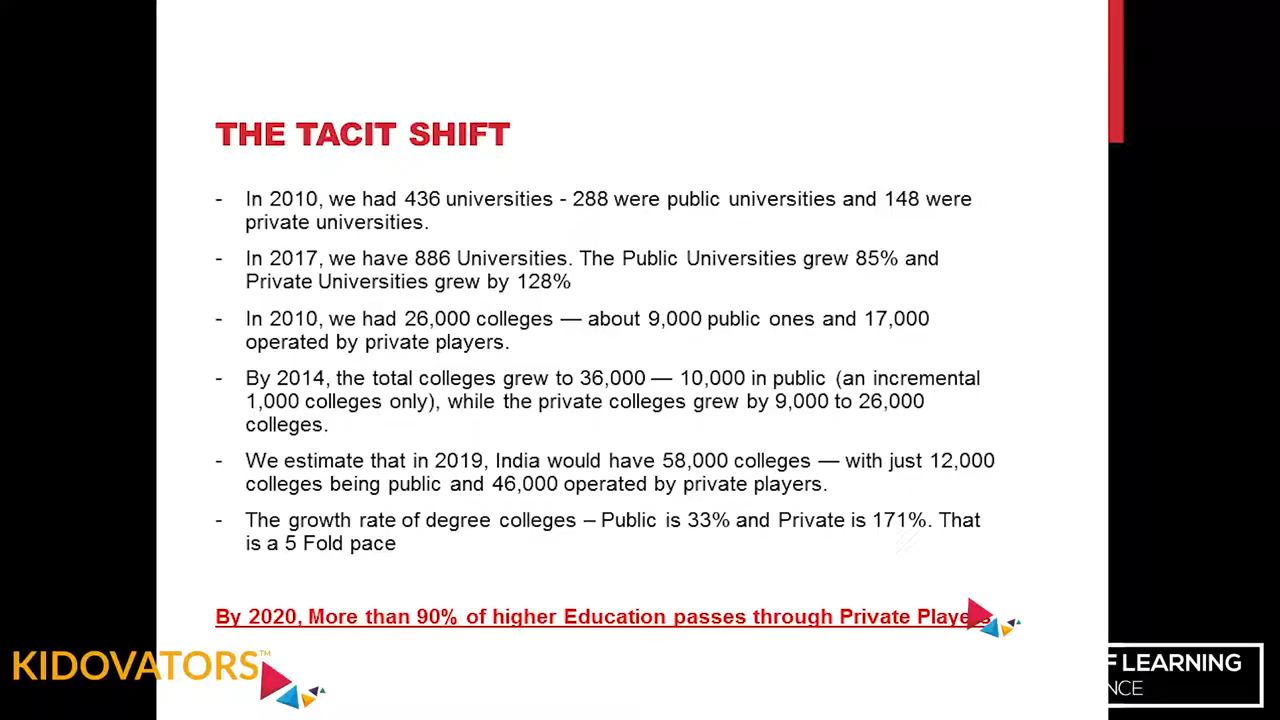 THE TACIT SHIFT
- In 2010, we had 436 universities - 288 were public universities and 148 were
private universities.
- In 2017, we have 886 Universities. The Public Universities grew 85% and
Private Universities grew by 128%
- In 2010, we had 26,000 colleges — about 9,000 public ones and 17,000
operated by private players.
- By 2014, the total colleges grew to 36,000 — 10,000 in public (an incremental
1,000 colleges only), while the private colleges grew by 9,000 to 26,000
colleges.
- We estimate that in 2019, India would have 58,000 colleges — with just 12,000
colleges being public and 46,000 operated by private players.
- The growth rate of degree colleges – Public is 33% and Private is 171%. That
is a 5 Fold pace
By 2020, More than 90% of higher Education passes through Private Players
KIDOVATORS™
F LEARNING
NCE